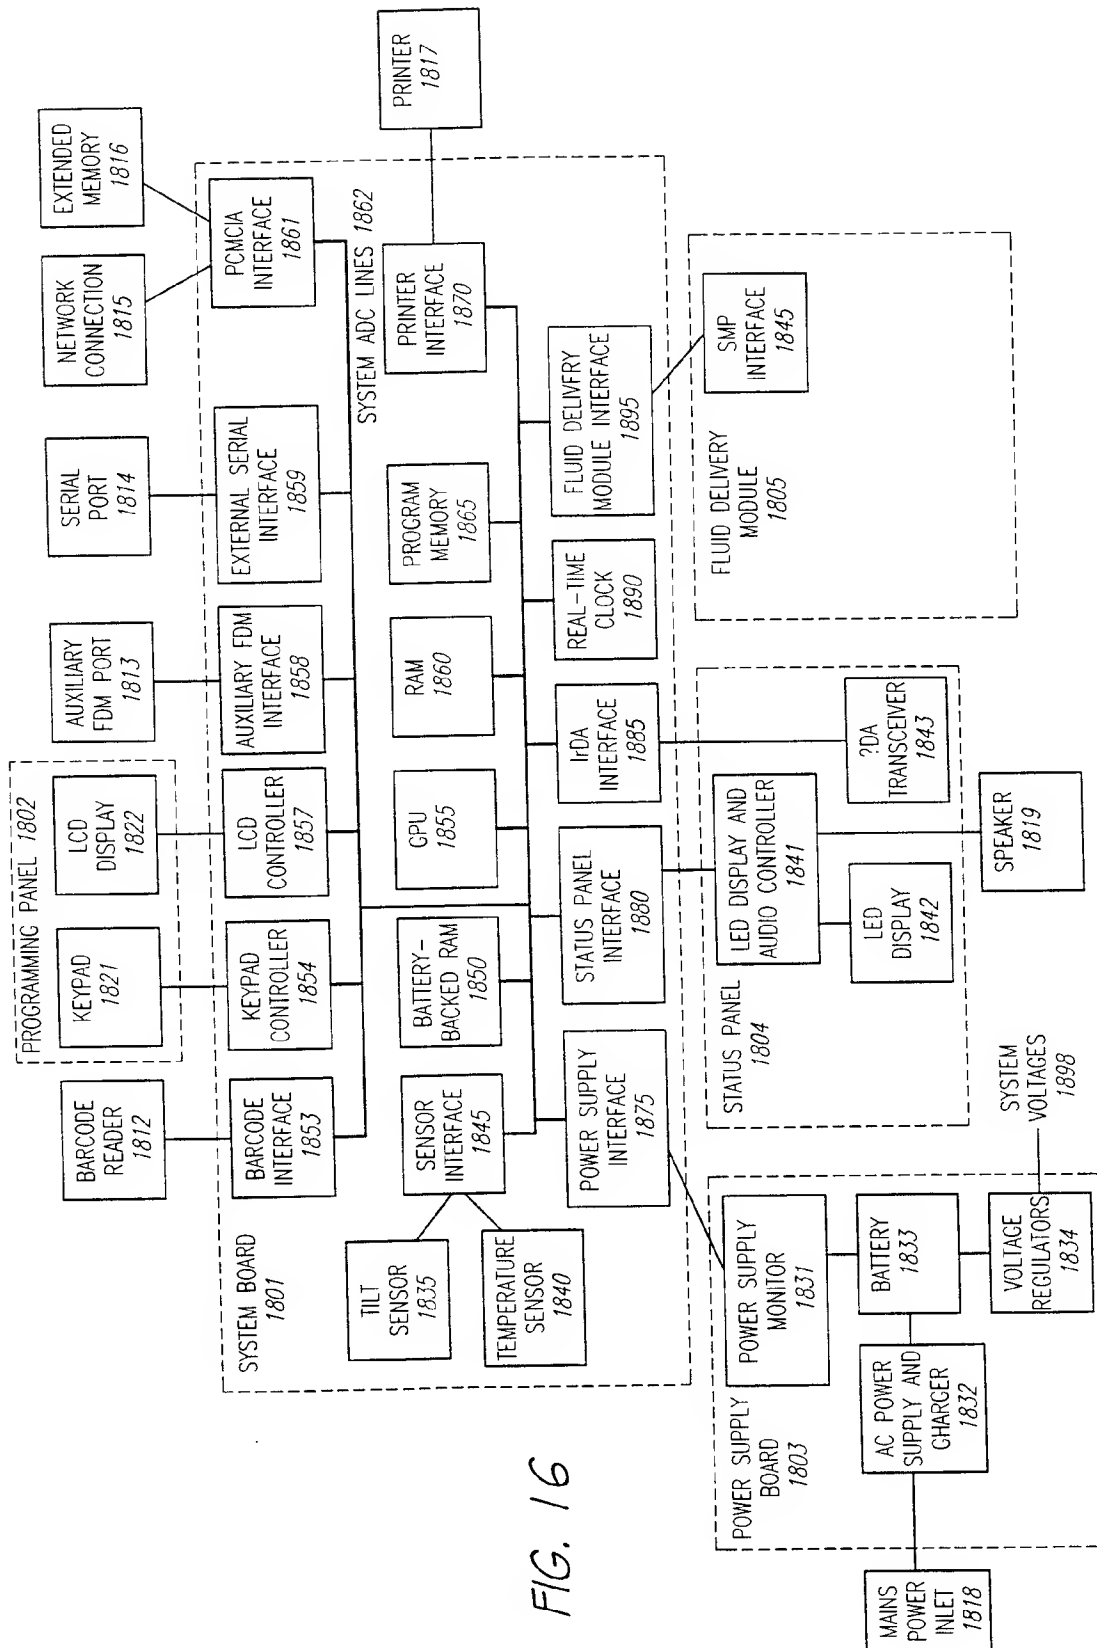 PROGRAMMING PANEL 1802
BARCODE
READER
1812
KEYPAD
1821
LCD
DISPLAY
1822
AUXILIARY
FDM PORT
1813
SERIAL
PORT
1814
NETWORK
CONNECTION
1815
EXTENDED
MEMORY
1816
SYSTEM BOARD
1801
BARCODE
INTERFACE
1853
KEYPAD
CONTROLLER
1854
LCD
CONTROLLER
1857
AUXILIARY FDM
INTERFACE
1858
EXTERNAL SERIAL
INTERFACE
1859
PCMCIA
INTERFACE
1861
SYSTEM ADC LINES 1862
PRINTER
1817
TILT
SENSOR
1835
TEMPERATURE
SENSOR
1840
SENSOR
INTERFACE
1845
BATTERY-
BACKED RAM
1850
GPU
1855
RAM
1860
PROGRAM
MEMORY
1865
PRINTER
INTERFACE
1870
POWER SUPPLY
INTERFACE
1875
STATUS PANEL
INTERFACE
1880
IrDA
INTERFACE
1885
REAL-TIME
CLOCK
1890
FLUID DELIVFRY
MODULE INTERFACE
1895
POWER SUPPLY
BOARD
1803
POWER SUPPLY
MONITOR
1831
BATTERY
1833
AC POWER
SUPPLY AND
GHARGER
1832
VOLTAGE
REGULATORS
1834
MAINS
POWER
INLET
1818
SYSTEM
VOLTAGES
1898
STATUS PANEL
1804
LED DISPLAY AND
AUDIO CONTROLLER
1841
LED
DISPLAY
1842
?DA
TRANSCEIVER
1843
SPEAKER
1819
FLUID DELIVERY
MODULE
1805
SMP
INTERFACE
1845
FIG. 16